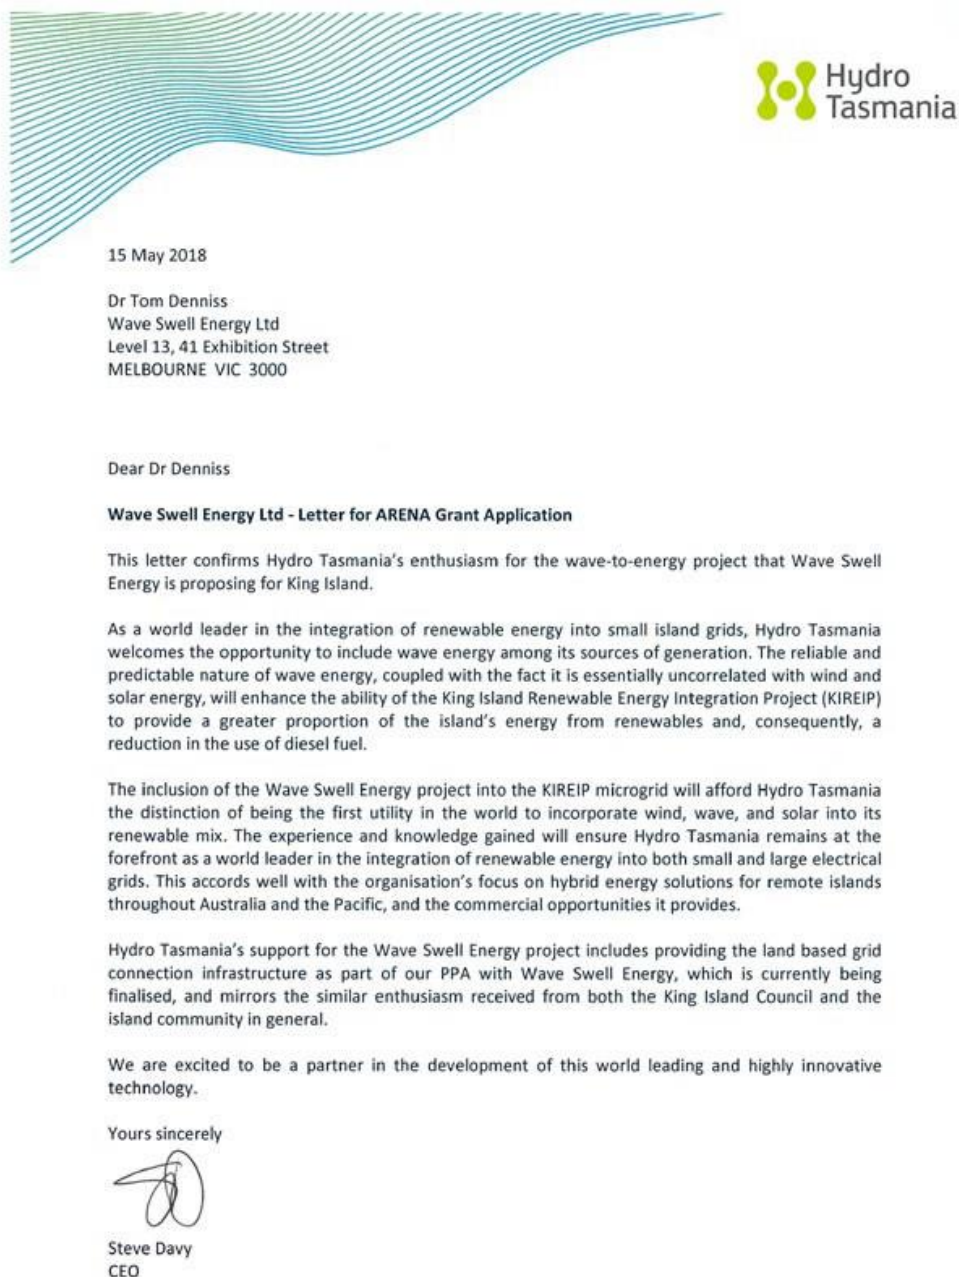 Hydro
Tasmania
15 May 2018
Dr Tom Denniss
Wave Swell Energy Ltd
Level 13, 41 Exhibition Street
MELBOURNE VIC 3000
Dear Dr Denniss
Wave Swell Energy Ltd - Letter for ARENA Grant Application
This letter confirms Hydro Tasmania's enthusiasm for the wave-to-energy project that Wave Swell
Energy is proposing for King Island.
As a world leader in the integration of renewable energy into small island grids, Hydro Tasmania
welcomes the opportunity to include wave energy among its sources of generation. The reliable and
predictable nature of wave energy, coupled with the fact it is essentially uncorrelated with wind and
solar energy, will enhance the ability of the King Island Renewable Energy Integration Project (KIREIP)
to provide a greater proportion of the island's energy from renewables and, consequently, a
reduction in the use of diesel fuel.
The inclusion of the Wave Swell Energy project into the KIREIP microgrid will afford Hydro Tasmania
the distinction of being the first utility in the world to incorporate wind, wave, and solar into its
renewable mix. The experience and knowledge gained will ensure Hydro Tasmania remains at the
forefront as a world leader in the integration of renewable energy into both small and large electrical
grids. This accords well with the organisation's focus on hybrid energy solutions for remote islands
throughout Australia and the Pacific, and the commercial opportunities it provides.
Hydro Tasmania's support for the Wave Swell Energy project includes providing the land based grid
connection infrastructure as part of our PPA with Wave Swell Energy, which is currently being
finalised, and mirrors the similar enthusiasm received from both the King Island Council and the
island community in general.
We are excited to be a partner in the development of this world leading and highly innovative
technology.
Yours sincerely
Steve Davy
CEO